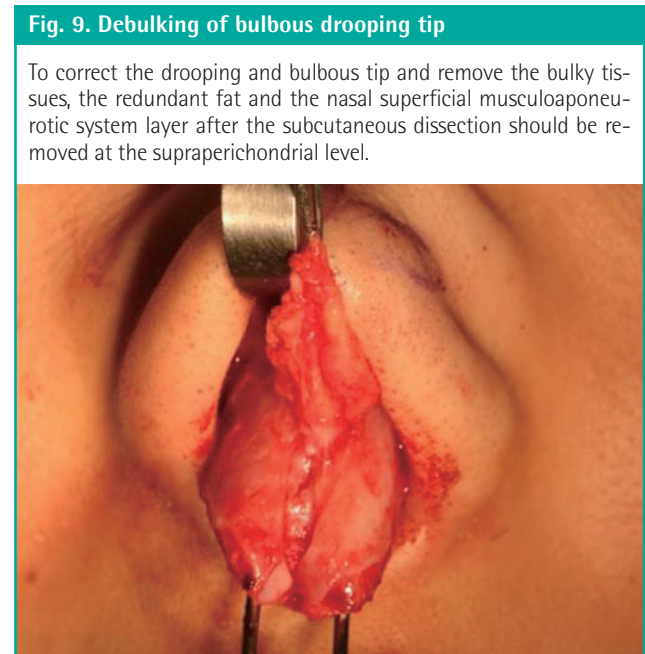 Fig. 9. Debulking of bulbous drooping tip
To correct the drooping and bulbous tip and remove the bulky tis-
sues, the redundant fat and the nasal superficial musculoaponeu-
rotic system layer after the subcutaneous dissection should be re-
moved at the supraperichondrial level.